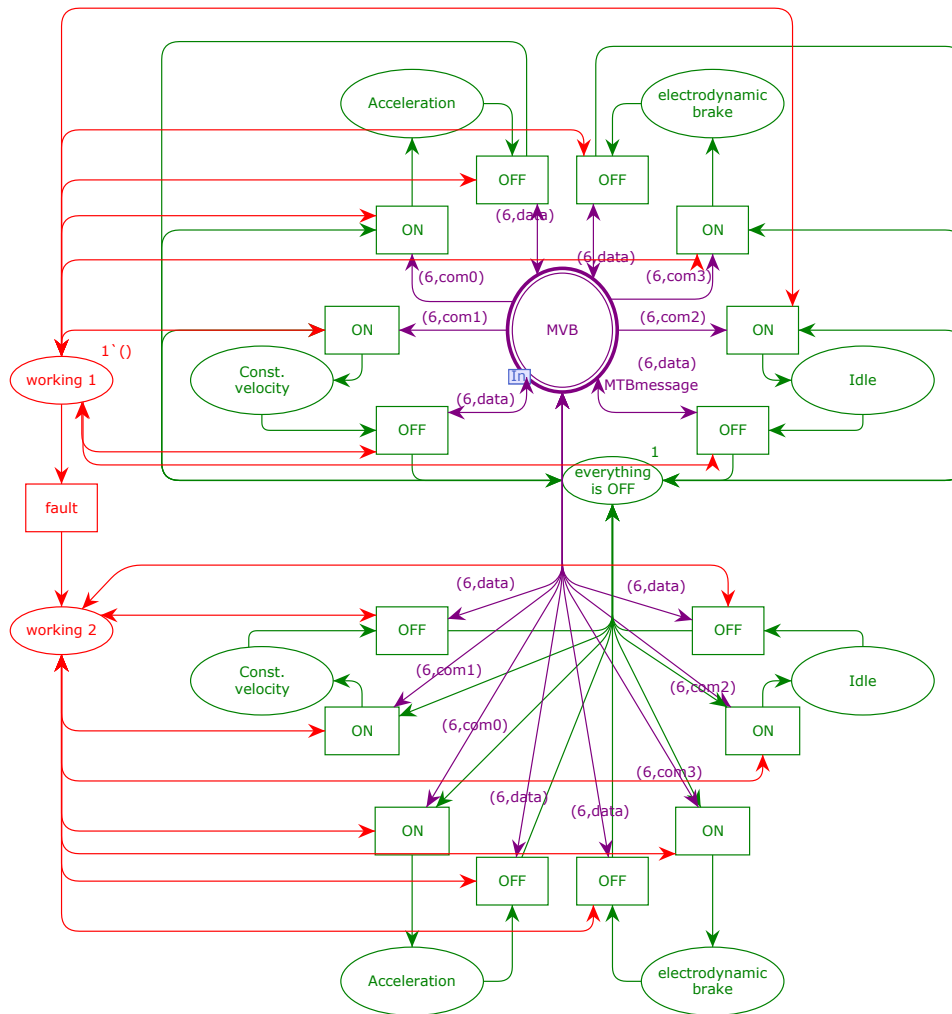 Acceleration
electrodynamic
brake
OFF
OFF
ON
(6,data)
ON
(6,data)
(6,com0)
(6,com3)
ON
(6,com1)
MVB
(6,com2)
ON
1`()
working 1
Const.
velocity
In
(6,data)
MTBmessage
Idle
(6,data)
OFF
OFF
1
everything
is OFF
fault
(6,data)
(6,data)
working 2
OFF
OFF
Const.
velocity
(6,com1)
(6,com2)
Idle
ON
(6,com0)
ON
(6,com3)
(6,data)
(6,data)
ON
ON
OFF
OFF
Acceleration
electrodynamic
brake